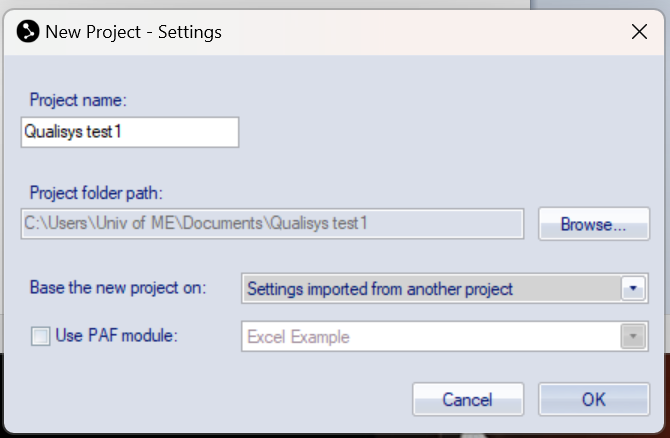 New Project - Settings
Project name:
Qualisys test1
Project folder path:
C:\Users\Univ of ME\Documents\Qualisys test1
Browse...
Base the new project on:
Settings imported from another project
Use PAF module:
Excel Example
Cancel
OK